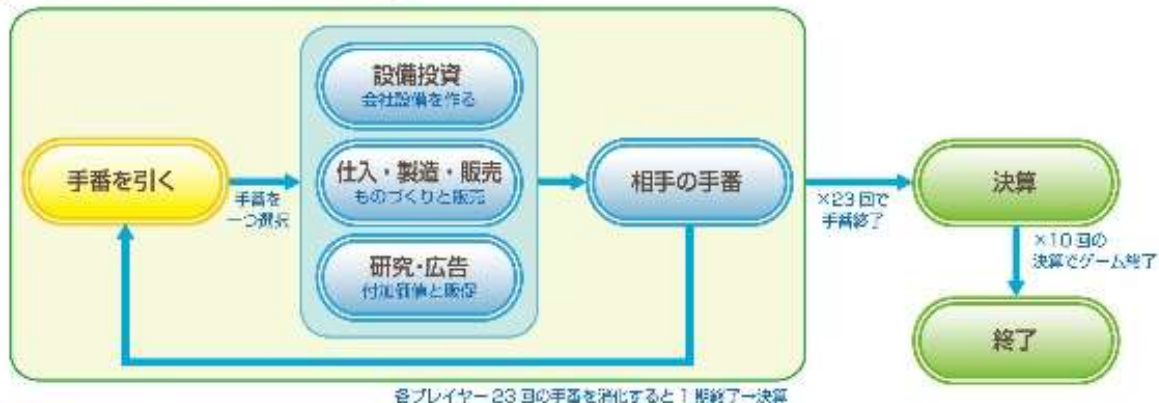 手番を引く
手番を
一つ選択
設備投資
会社設備を作る
仕入・製造・販売
ものづくりと販売
研究・広告
付加価値と販促
相手の手番
×23回で
手番終了
決算
×10回の
決算でゲーム終了
終了
各プレイヤー23回の手番を消化すると1期終了→決算